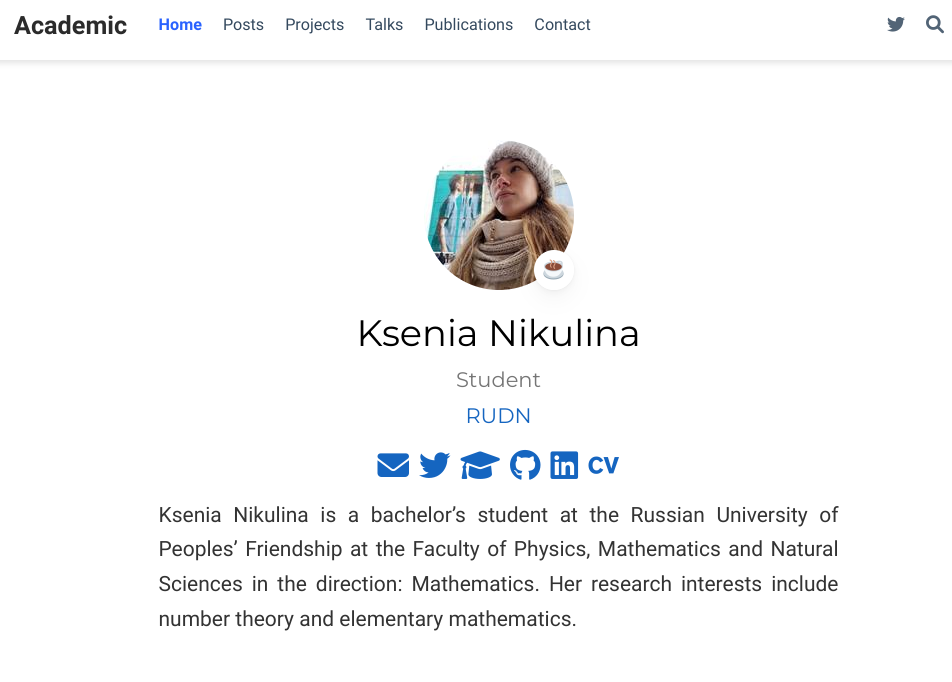 Academic Home Posts Projects Talks Publications Contact
Ksenia Nikulina
Student
RUDN
CV
Ksenia Nikulina is a bachelor’s student at the Russian University of
Peoples’ Friendship at the Faculty of Physics, Mathematics and Natural
Sciences in the direction: Mathematics. Her research interests include
number theory and elementary mathematics.